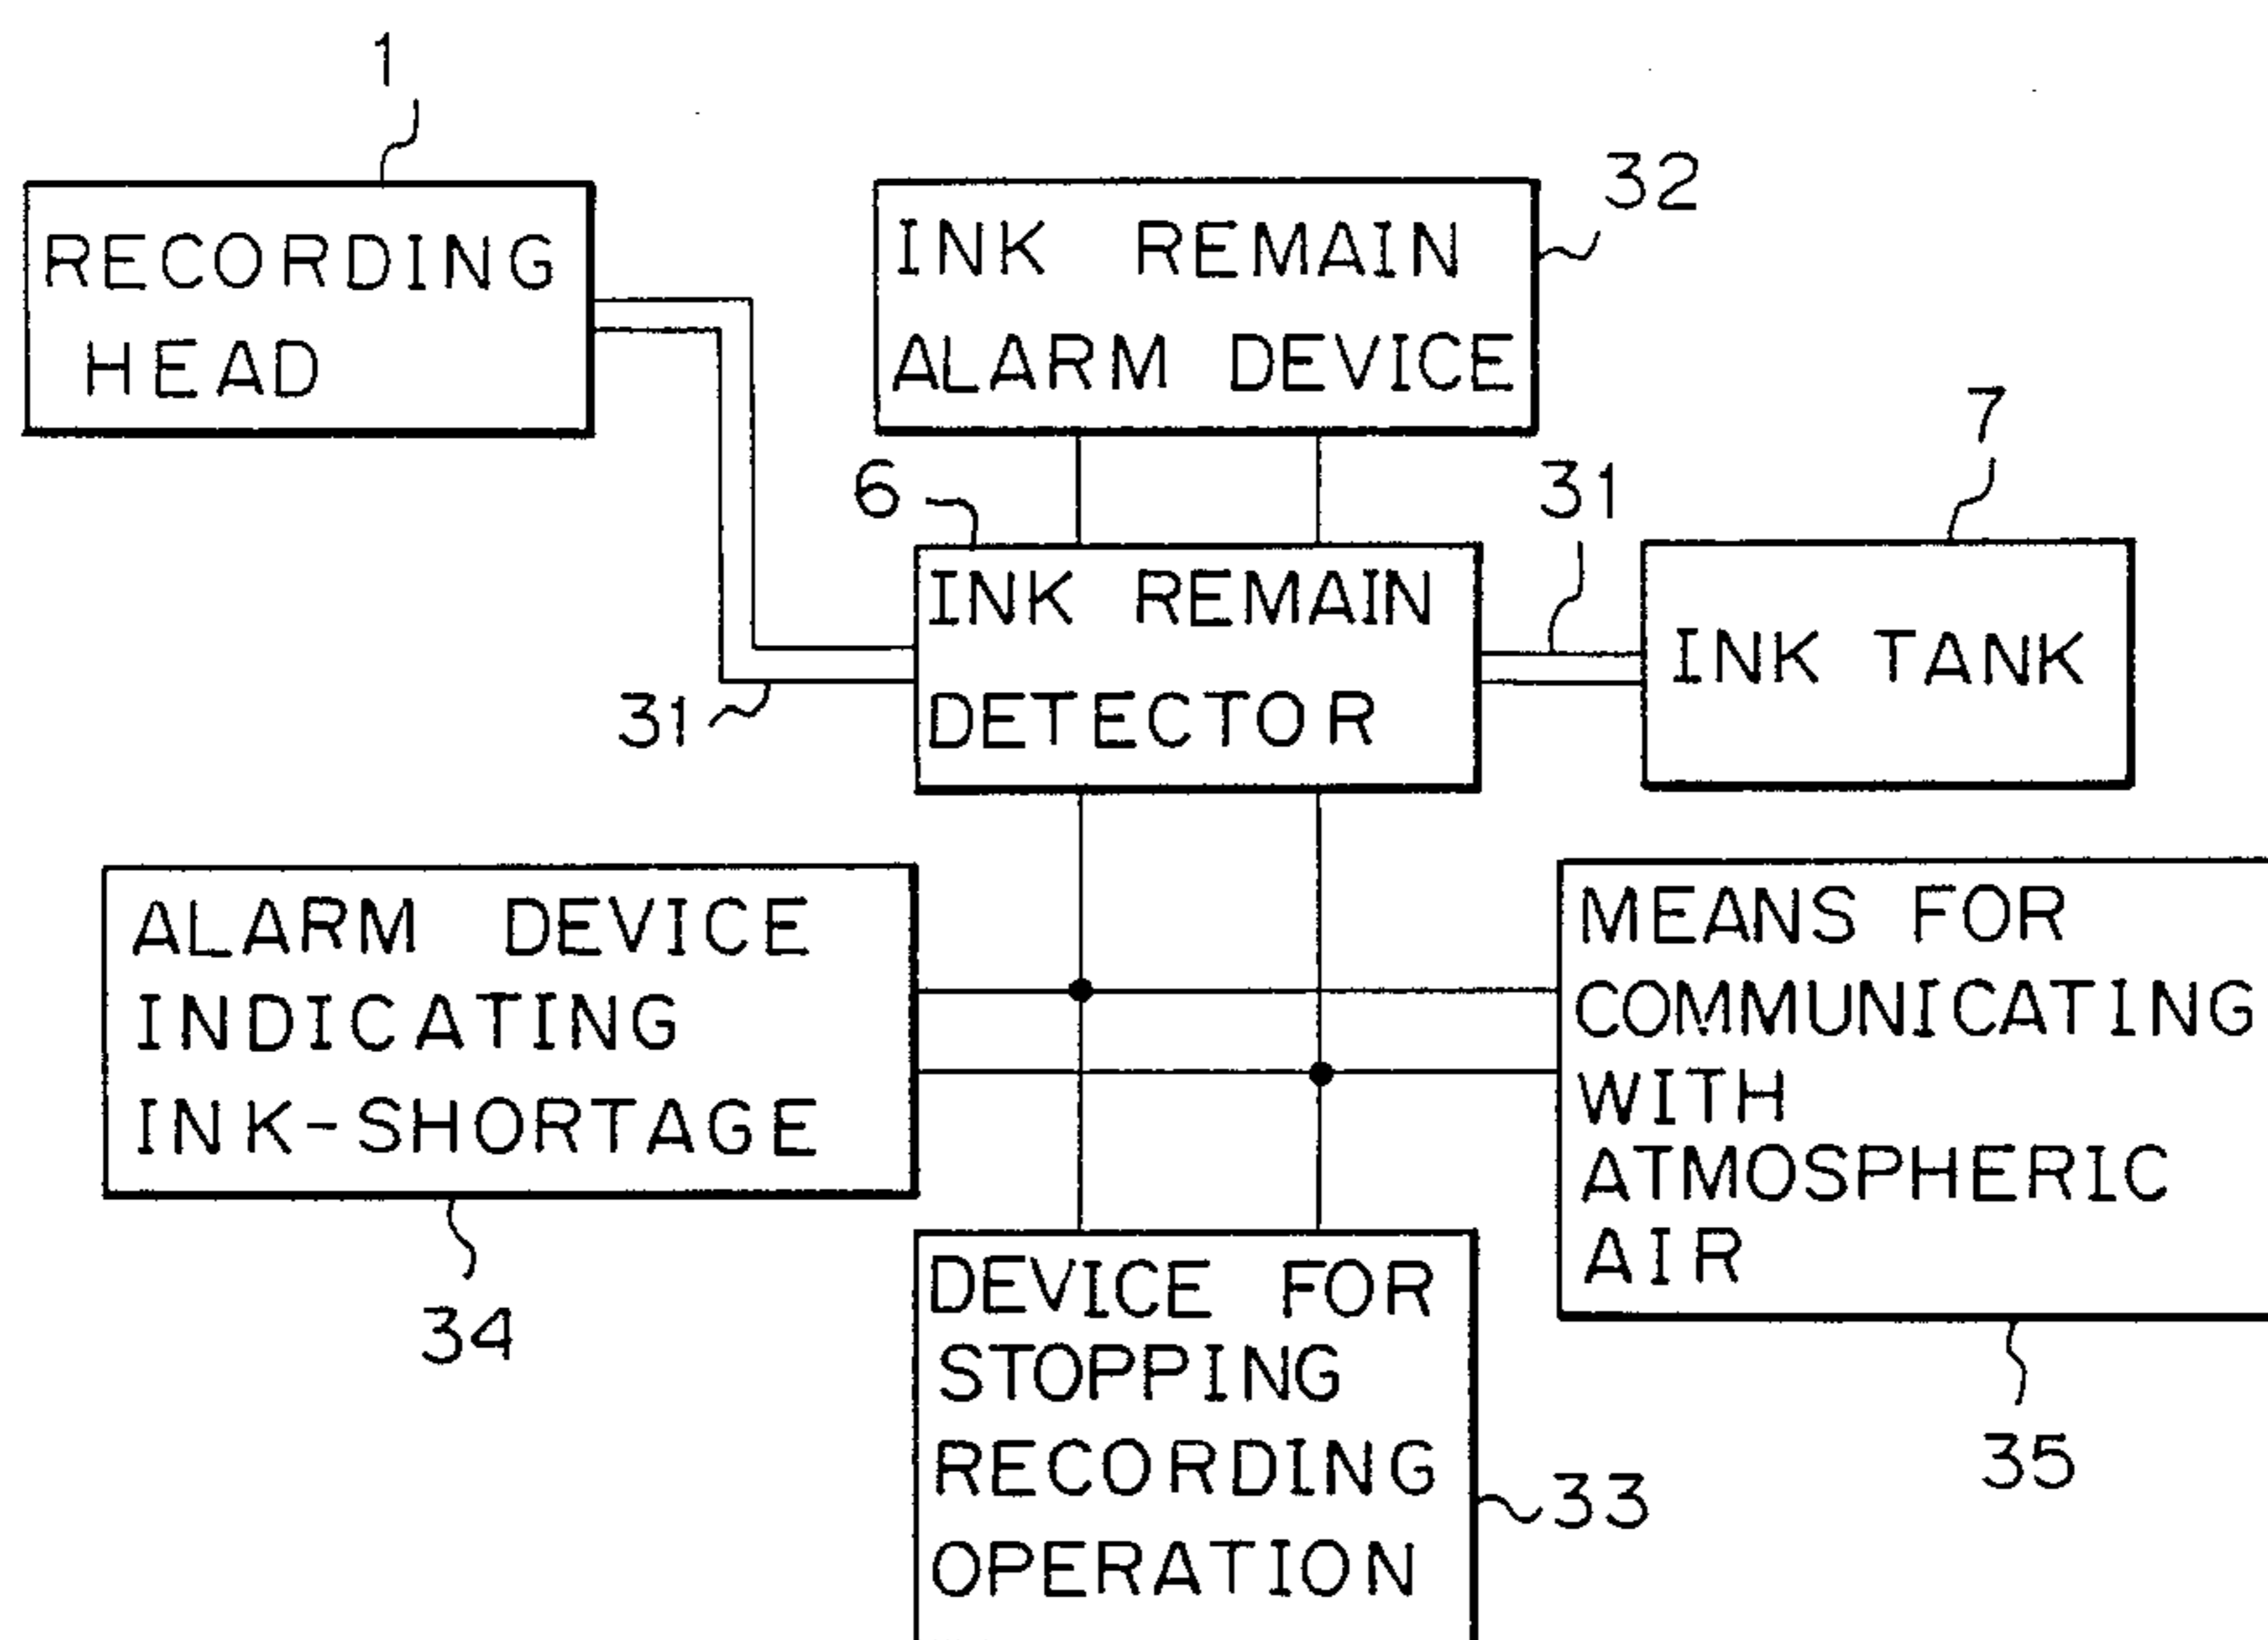 1
RECORDING
HEAD
32
INK REMAIN
ALARM DEVICE
7
6
31
INK REMAIN
DETECTOR
INK TANK
31
ALARM DEVICE
INDICATING
INK-SHORTAGE
34
MEANS FOR
COMMUNICATING
WITH
ATMOSPHERIC
AIR
35
DEVICE FOR
STOPPING
RECORDING
OPERATION
33